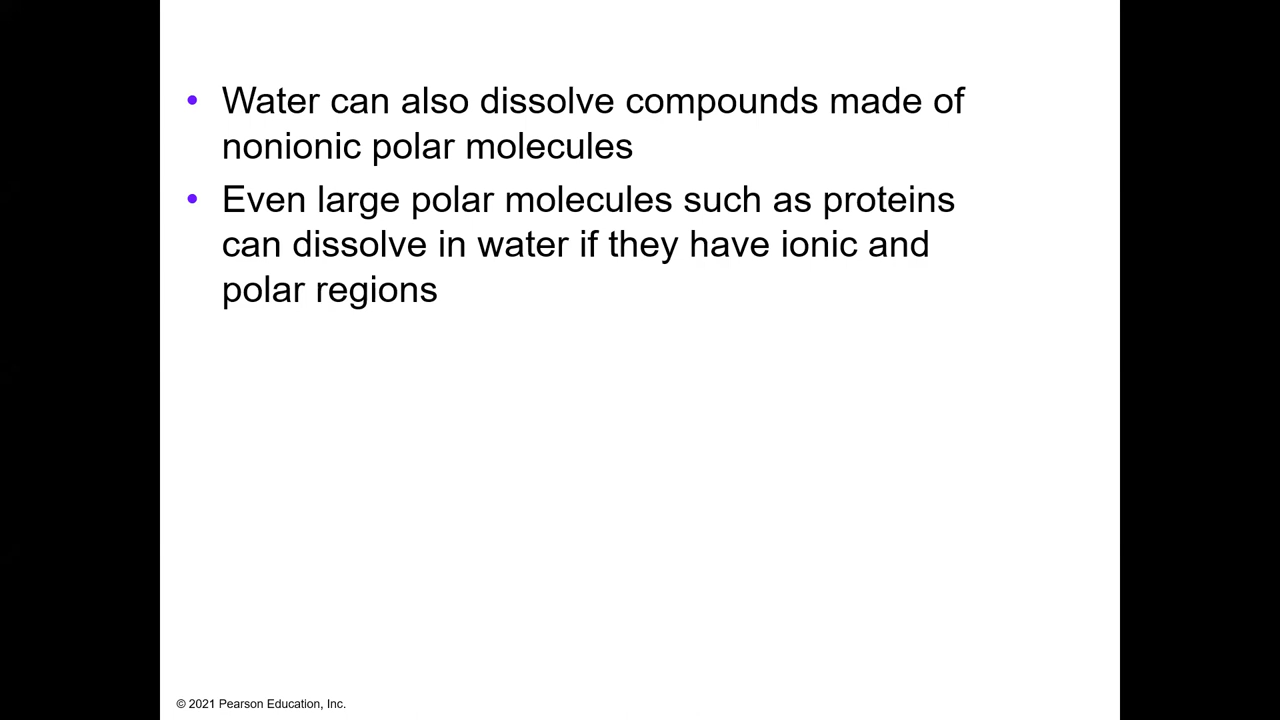 • Water can also dissolve compounds made of
nonionic polar molecules
• Even large polar molecules such as proteins
can dissolve in water if they have ionic and
polar regions
© 2021 Pearson Education, Inc.